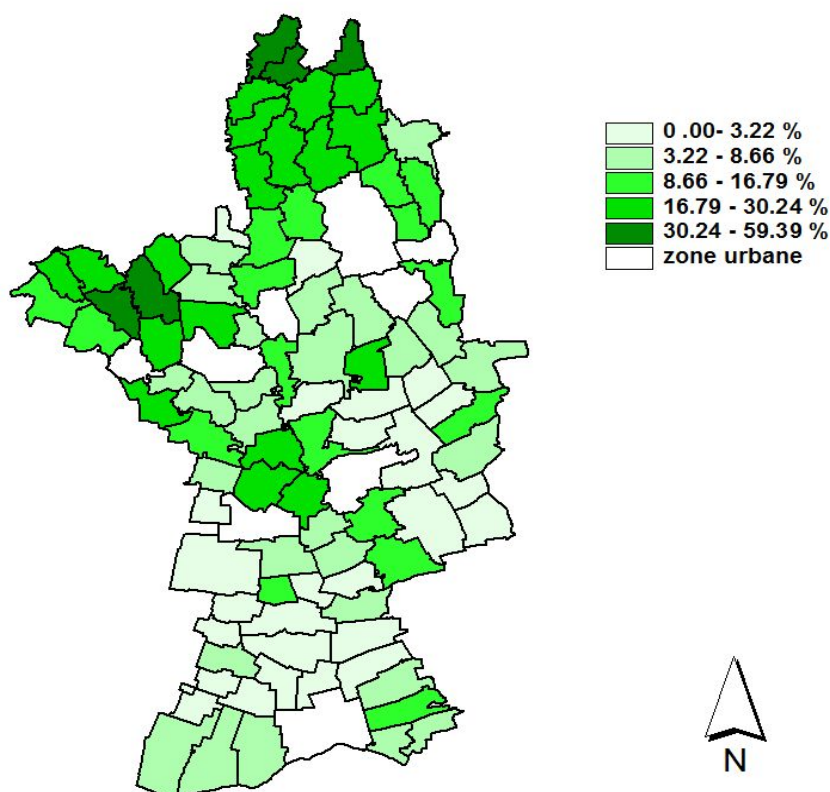 0 .00- 3.22 %
3.22 - 8.66 %
8.66 - 16.79 %
16.79 - 30.24 %
30.24 - 59.39 %
zone urbane
N